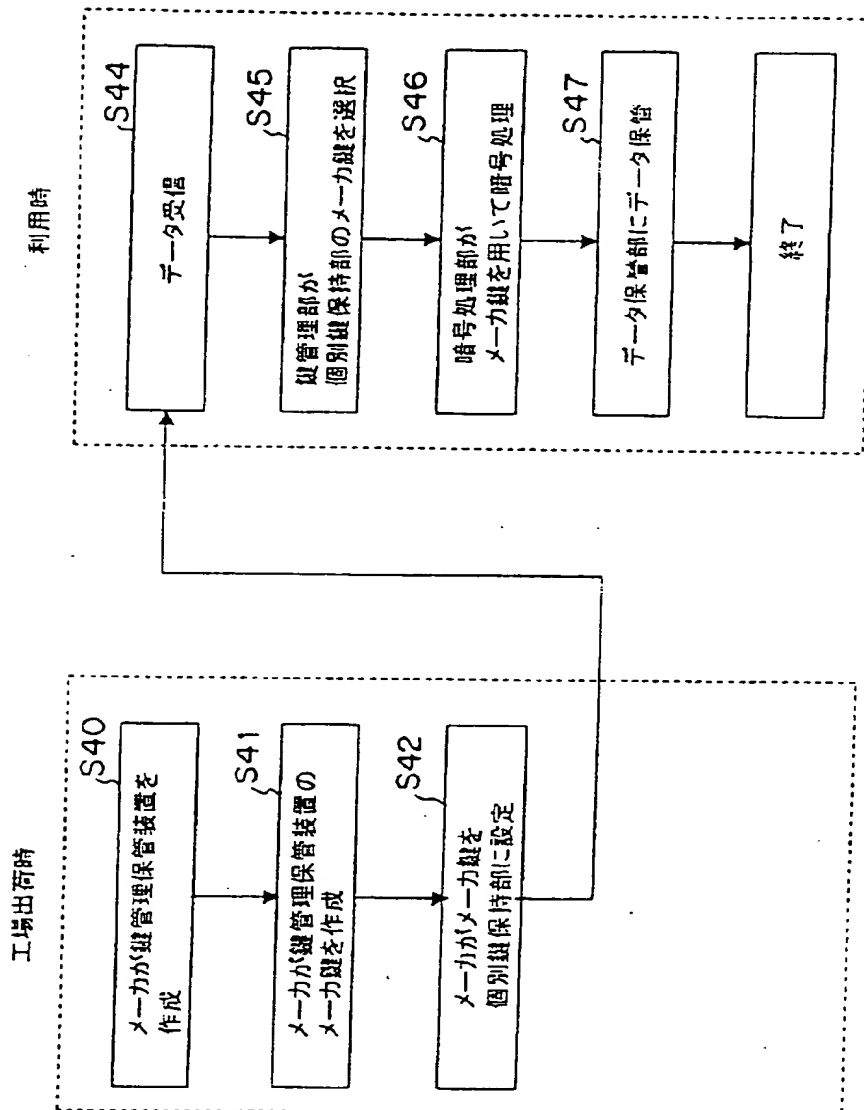 工場出荷時
S40
メーカが鍵管理保管装置を
作成
S41
メーカが鍵管理保管装置の
メーカ鍵を作成
S42
メーカがメーカ鍵を
個別鍵保持部に設定
利用時
S44
データ受信
S45
鍵管理部が
個別鍵保持部のメーカ鍵を選択
S46
暗号処理部が
メーカ鍵を用いて暗号処理
S47
データ保管部にデータ保管
終了